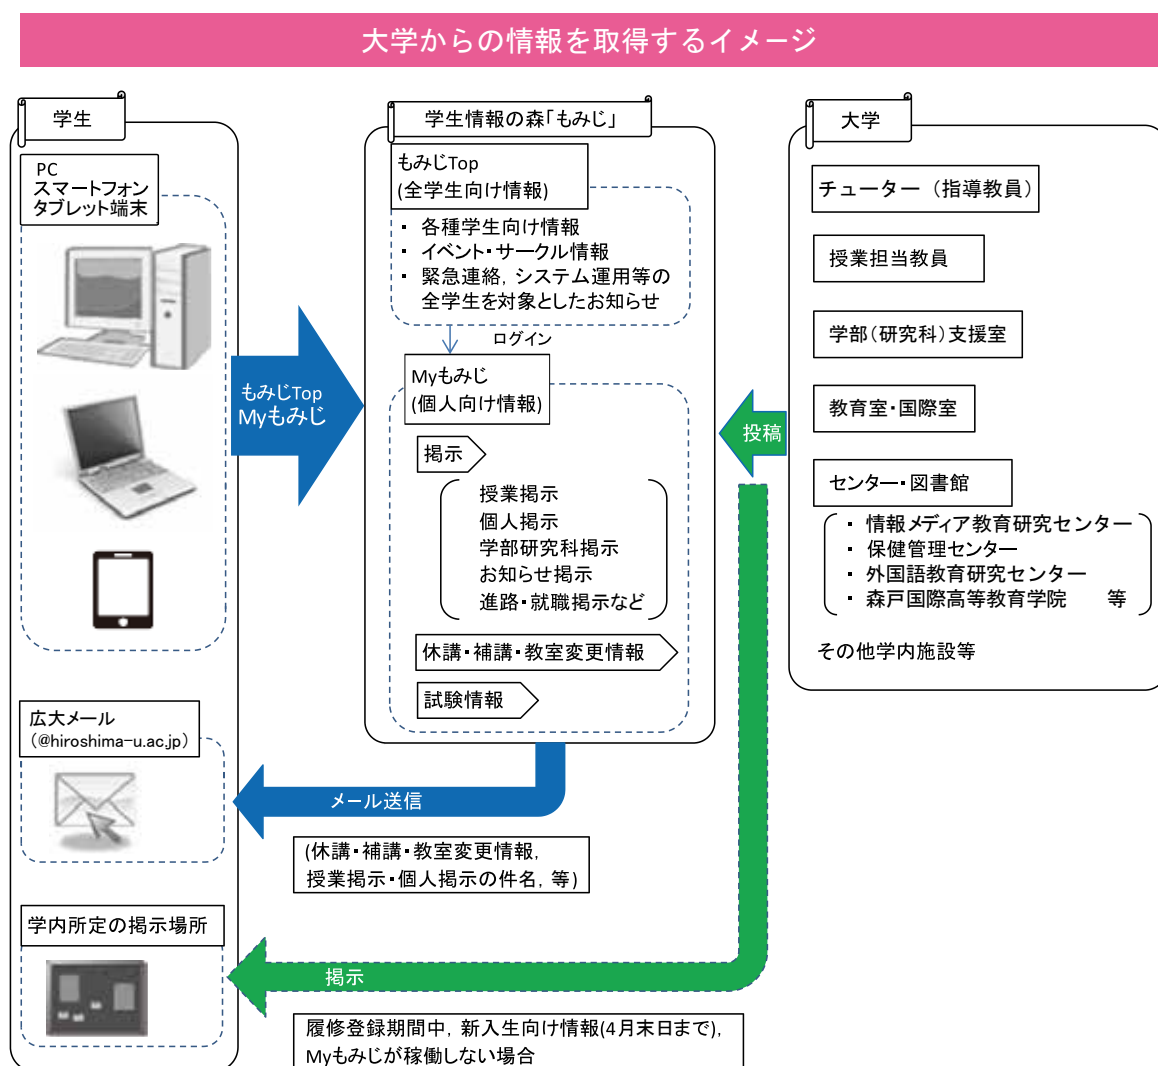 大学からの情報を取得するイメージ
学生
PC
スマートフォン
タブレット端末
もみじTop
Myもみじ
広大メール
(@hiroshima-u.ac.jp)
学内所定の掲示場所
学生情報の森「もみじ」
もみじTop
(全学生向け情報)
・ 各種学生向け情報
・ イベント・サークル情報
・ 緊急連絡, システム運用等の
全学生を対象としたお知らせ
ログイン
Myもみじ
(個人向け情報)
掲示
授業掲示
個人掲示
学部研究科掲示
お知らせ掲示
進路・就職掲示など
休講・補講・教室変更情報
試験情報
メール送信
(休講・補講・教室変更情報,
授業掲示・個人掲示の件名, 等)
投稿
掲示
履修登録期間中, 新入生向け情報(4月末日まで),
Myもみじが稼働しない場合
大学
チューター (指導教員)
授業担当教員
学部(研究科)支援室
教育室・国際室
センター・図書館
・ 情報メディア教育研究センター
・ 保健管理センター
・ 外国語教育研究センター
・ 森戸国際高等教育学院 等
その他学内施設等